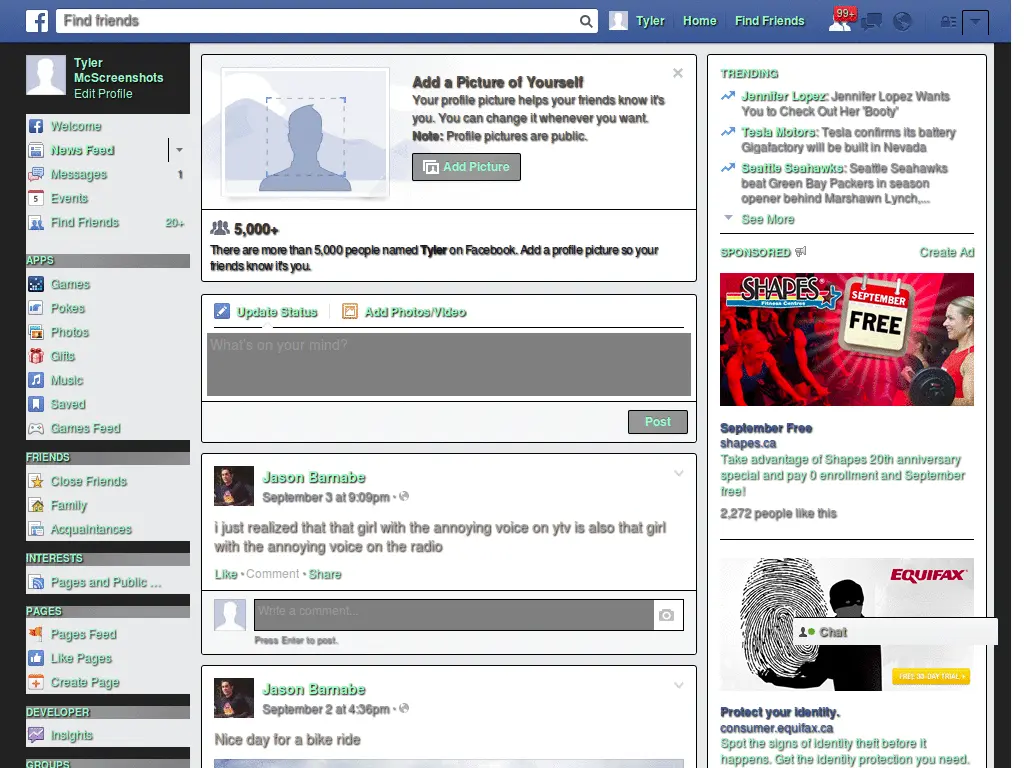 Find friends
Tyler
Home
Find Friends
99+
Tyler
McScreenshots
Edit Profile
Welcome
News Feed
Messages 1
5
Events
Find Friends 20+
APPS
Games
Pokes
Photos
Gifts
Music
Saved
Games Feed
FRIENDS
Close Friends
Family
Acquaintances
INTERESTS
Pages and Public ...
PAGES
Pages Feed
Like Pages
Create Page
DEVELOPER
Insights
GROUPS
Add a Picture of Yourself
Your profile picture helps your friends know it's
you. You can change it whenever you want.
Note: Profile pictures are public.
Add Picture
5,000+
There are more than 5,000 people named Tyler on Facebook. Add a profile picture so your
friends know it's you.
Update Status
Add Photos/Video
What's on your mind?
Post
Jason Barnabe
September 3 at 9:09pm ·
i just realized that that girl with the annoying voice on ytv is also that girl
with the annoying voice on the radio
Like · Comment · Share
Write a comment...
Press Enter to post.
Jason Barnabe
September 2 at 4:36pm ·
Nice day for a bike ride
TRENDING
Jennifer Lopez: Jennifer Lopez Wants
You to Check Out Her 'Booty'
Tesla Motors: Tesla confirms its battery
Gigafactory will be built in Nevada
Seattle Seahawks: Seattle Seahawks
beat Green Bay Packers in season
opener behind Marshawn Lynch,...
See More
SPONSORED
Create Ad
SHAPES
Fitness Centres
SEPTEMBER
FREE
September Free
shapes.ca
Take advantage of Shapes 20th anniversary
special and pay 0 enrollment and September
free!
2,272 people like this
EQUIFAX
Chat
FREE 30-DAY TRIAL >
Protect your identity.
consumer.equifax.ca
Spot the signs of identity theft before it
happens. Get the identity protection you need.